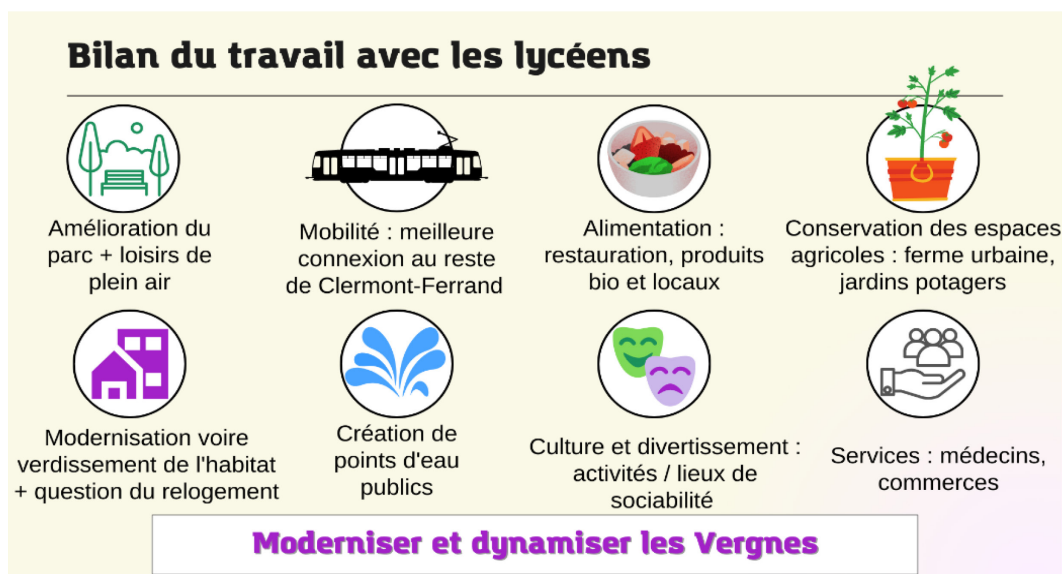 Bilan du travail avec les lycéens
Amélioration du
parc + loisirs de
plein air
Mobilité : meilleure
connexion au reste
de Clermont-Ferrand
Alimentation :
restauration, produits
bio et locaux
Conservation des espaces
agricoles : ferme urbaine,
jardins potagers
Modernisation voire
verdissement de l'habitat
+ question du relogement
Création de
points d'eau
publics
Culture et divertissement :
activités / lieux de
sociabilité
Services : médecins,
commerces
Moderniser et dynamiser les Vergnes